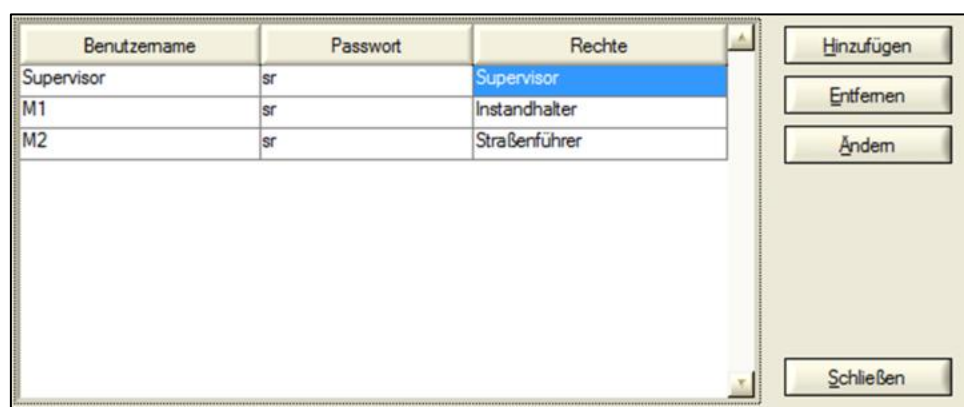 Benutzername Passwort Rechte
Supervisor sr Supervisor
M1 sr Instandhalter
M2 sr Straßenführer
Hinzufügen
Entfernen
Ändern
Schließen